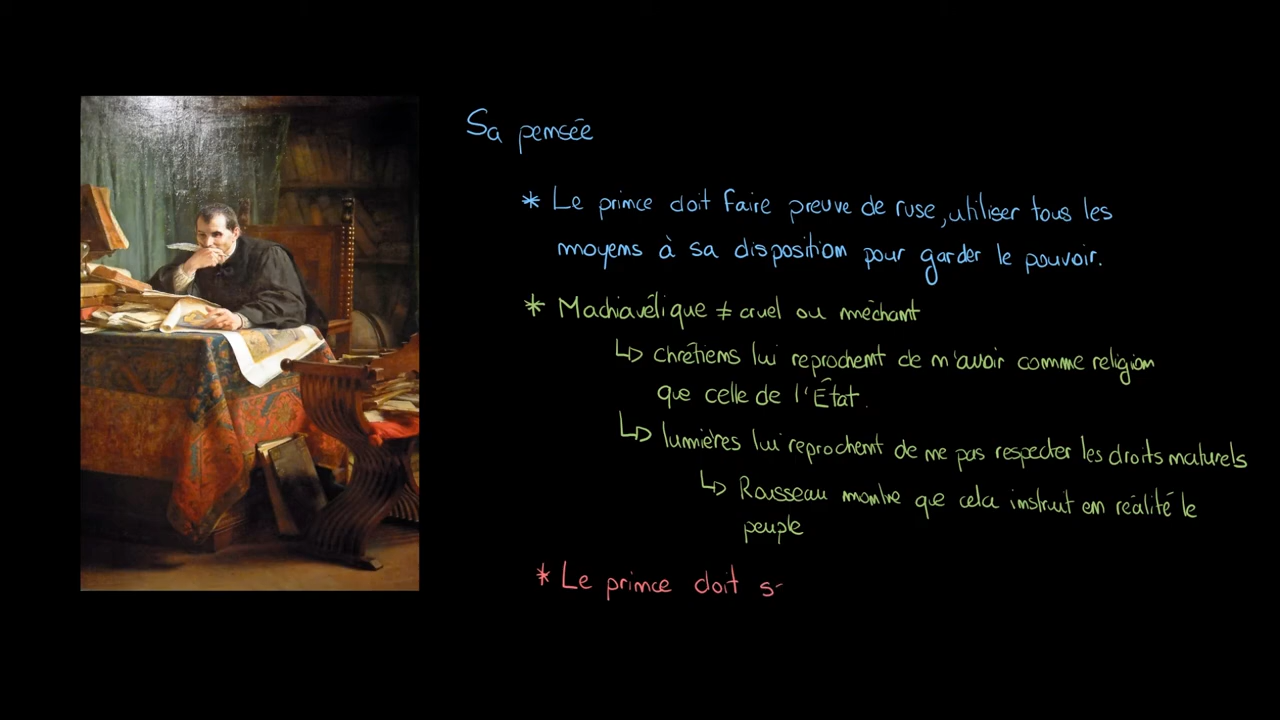 Sa pensée
* Le prince doit faire preuve de ruse, utiliser tous les
moyens à sa disposition pour garder le pouvoir.
* Machiavélique ≠ cruel ou méchant
↳ chrétiens lui reprochent de n'avoir comme religion
que celle de l'État.
↳ lumières lui reprochent de ne pas respecter les droits naturels
↳ Rousseau montre que cela instruit en réalité le
peuple
* Le prince doit s